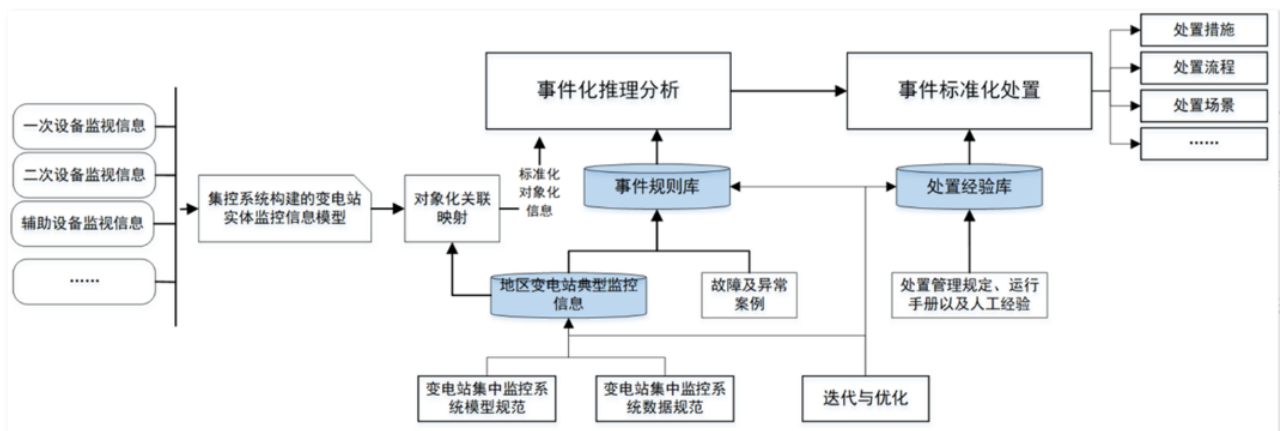 一次设备监视信息
二次设备监视信息
辅助设备监视信息
……
集控系统构建的变电站
实体监控信息模型
对象化关联
映射
标准化
对象化
信息
事件化推理分析
事件标准化处置
处置措施
处置流程
处置场景
……
事件规则库
处置经验库
地区变电站典型监控
信息
故障及异常
案例
处置管理规定、运行
手册以及人工经验
变电站集中监控系
统模型规范
变电站集中监控系
统数据规范
迭代与优化